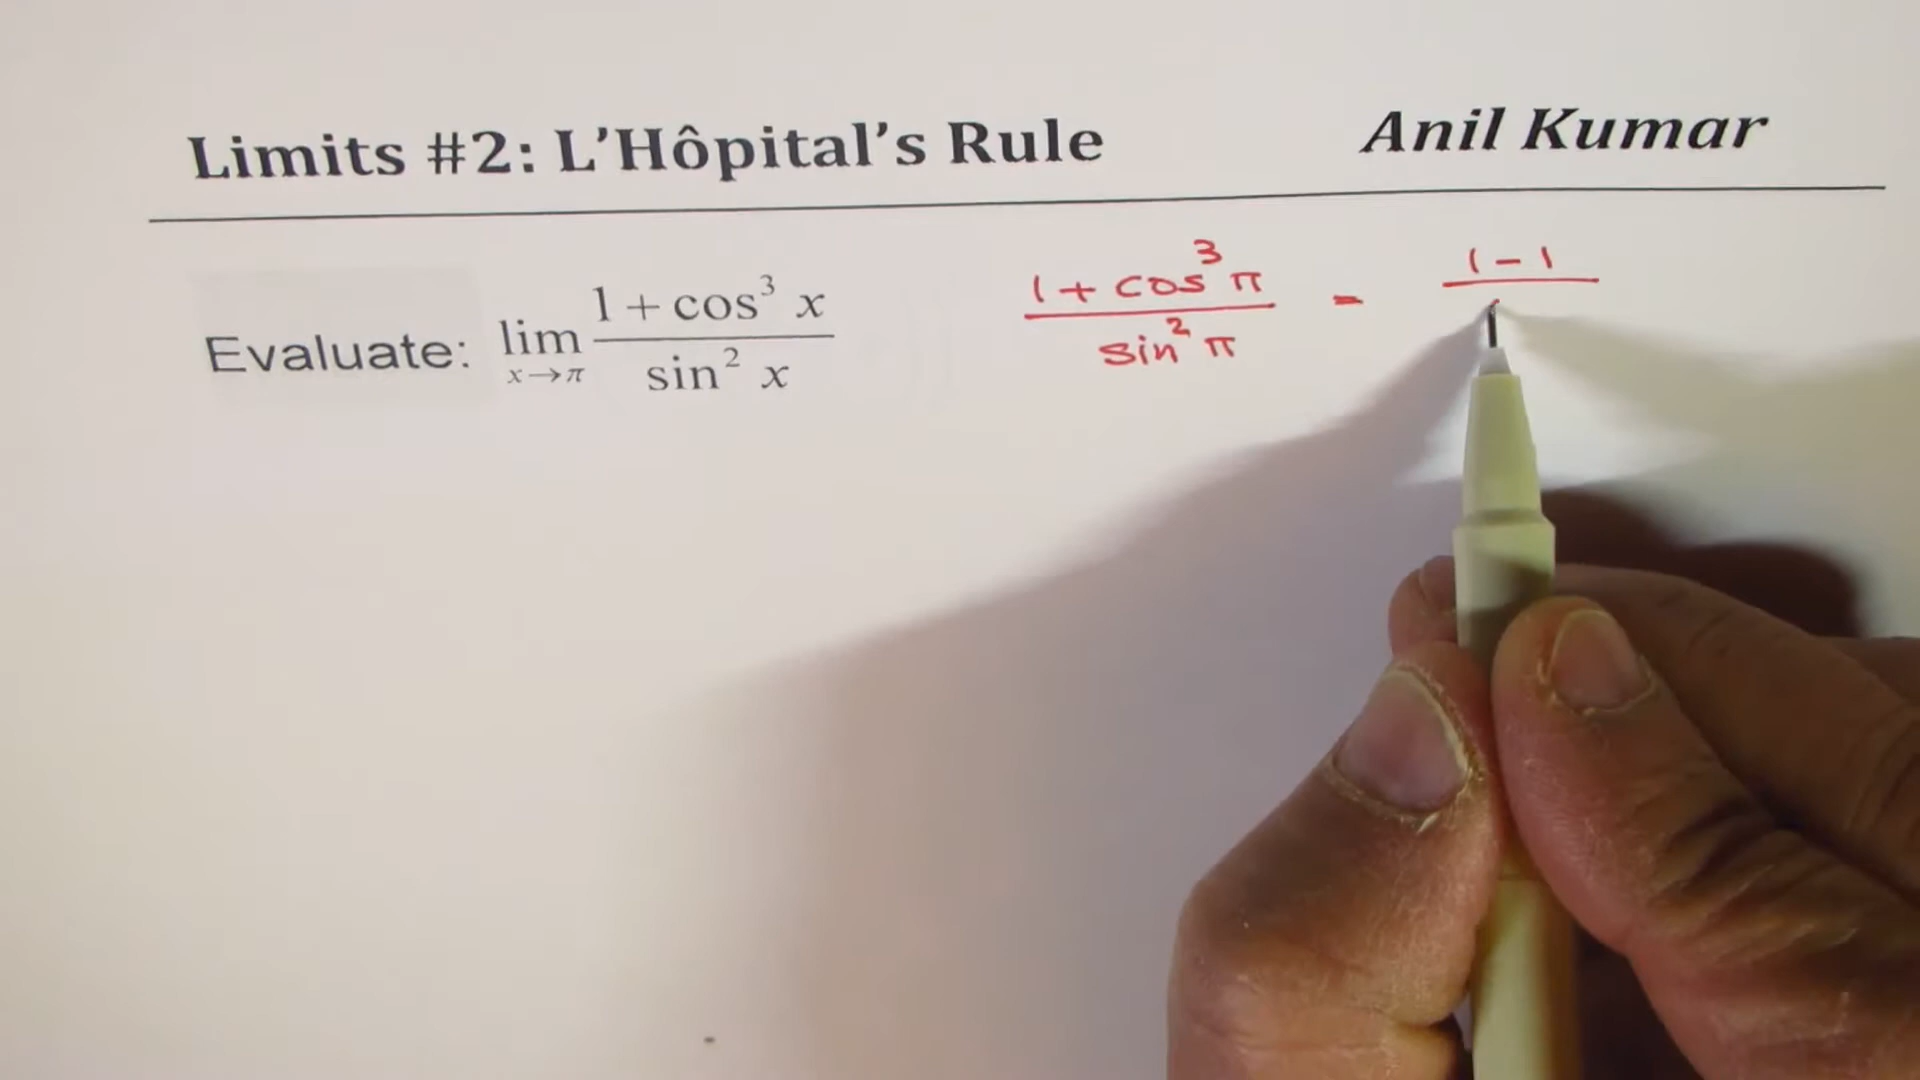 Limits #2: L'Hôpital's Rule Anil Kumar
Evaluate: lim x→π (1 + cos³ x)/(sin² x) (1 + cos³ π)/(sin² π) = (1 - 1)/